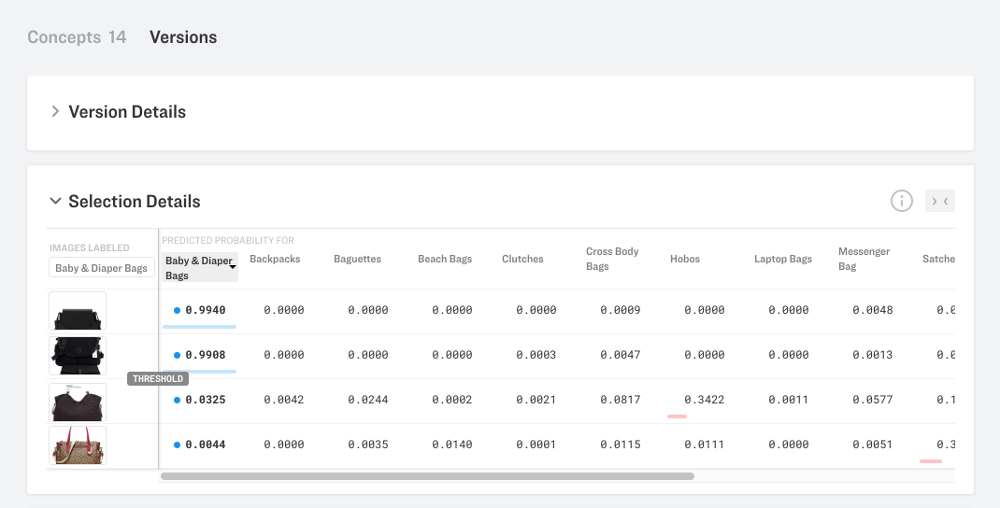 Concepts 14 Versions
Version Details
Selection Details
IMAGES LABELED
Baby & Diaper Bags
PREDICTED PROBABILITY FOR
Baby & Diaper
Bags
Backpacks
Baguettes
Beach Bags
Clutches
Cross Body
Bags
Hobos
Laptop Bags
Messenger
Bag
Satche
0.9940 0.0000 0.0000 0.0000 0.0000 0.0009 0.0000 0.0000 0.0048 0.0
0.9908 0.0000 0.0000 0.0000 0.0003 0.0047 0.0000 0.0000 0.0013 0.0
THRESHOLD
0.0325 0.0042 0.0244 0.0002 0.0021 0.0817 0.3422 0.0011 0.0577 0.1
0.0044 0.0000 0.0035 0.0140 0.0001 0.0115 0.0111 0.0000 0.0051 0.3